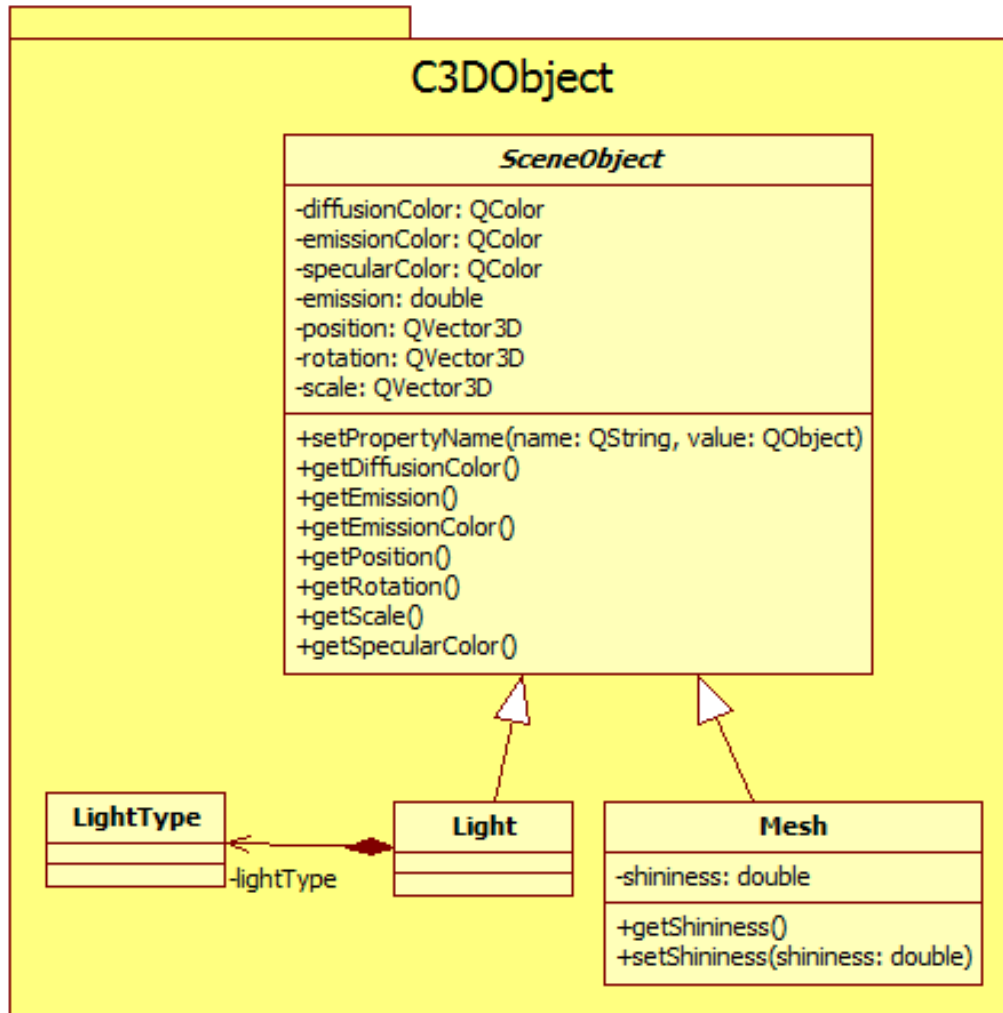 C3DObject
SceneObject
-diffusionColor: QColor
-emissionColor: QColor
-specularColor: QColor
-emission: double
-position: QVector3D
-rotation: QVector3D
-scale: QVector3D
+setPropertyName(name: QString, value: QObject)
+getDiffusionColor()
+getEmission()
+getEmissionColor()
+getPosition()
+getRotation()
+getScale()
+getSpecularColor()
LightType
-lightType
Light
Mesh
-shininess: double
+getShininess()
+setShininess(shininess: double)